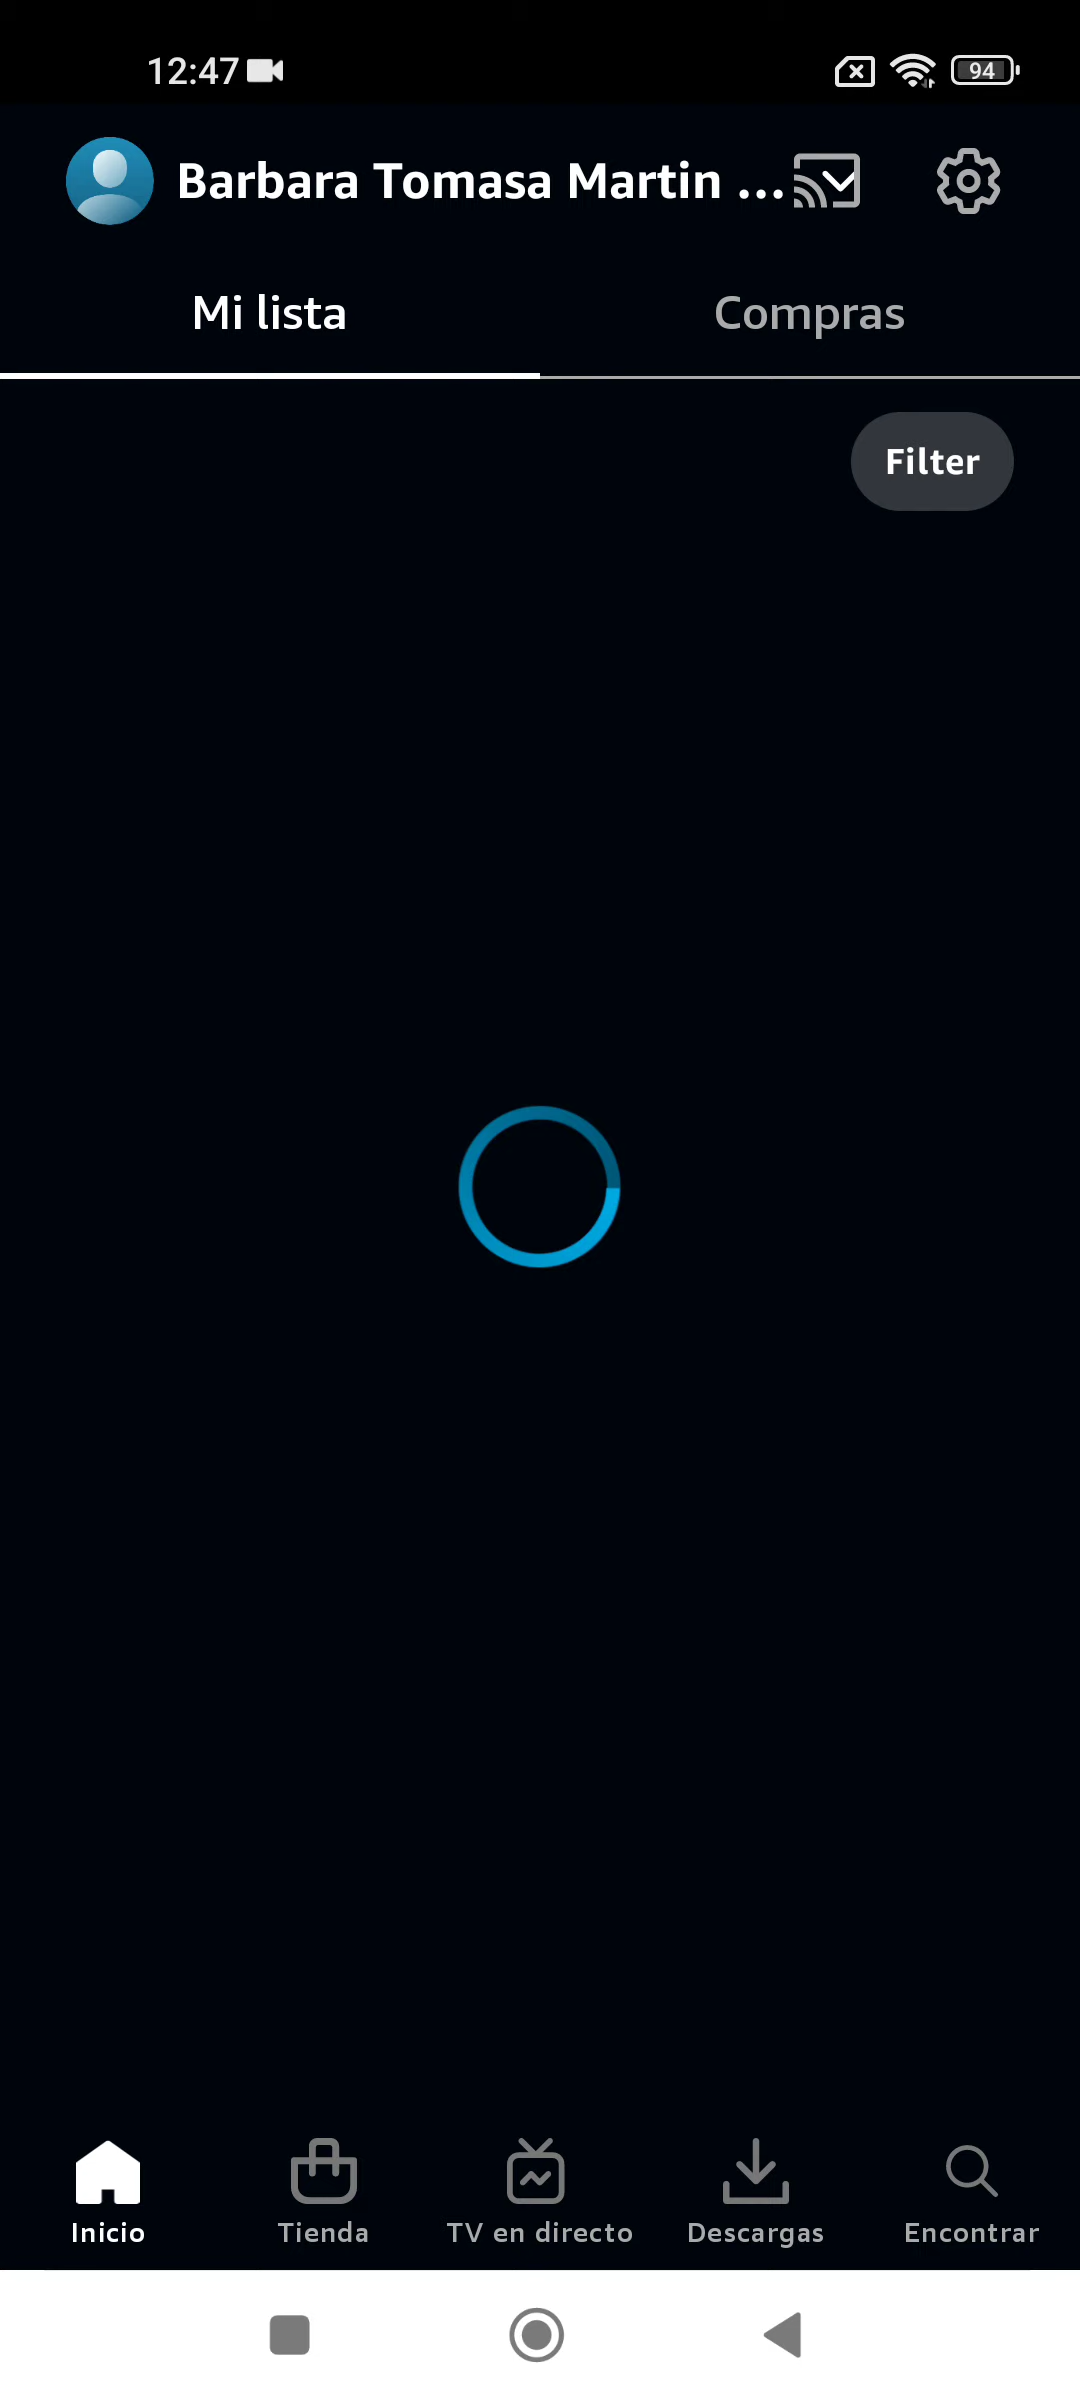 12:47
94
Barbara Tomasa Martin ...
Mi lista
Compras
Filter
Inicio
Tienda
TV en directo
Descargas
Encontrar